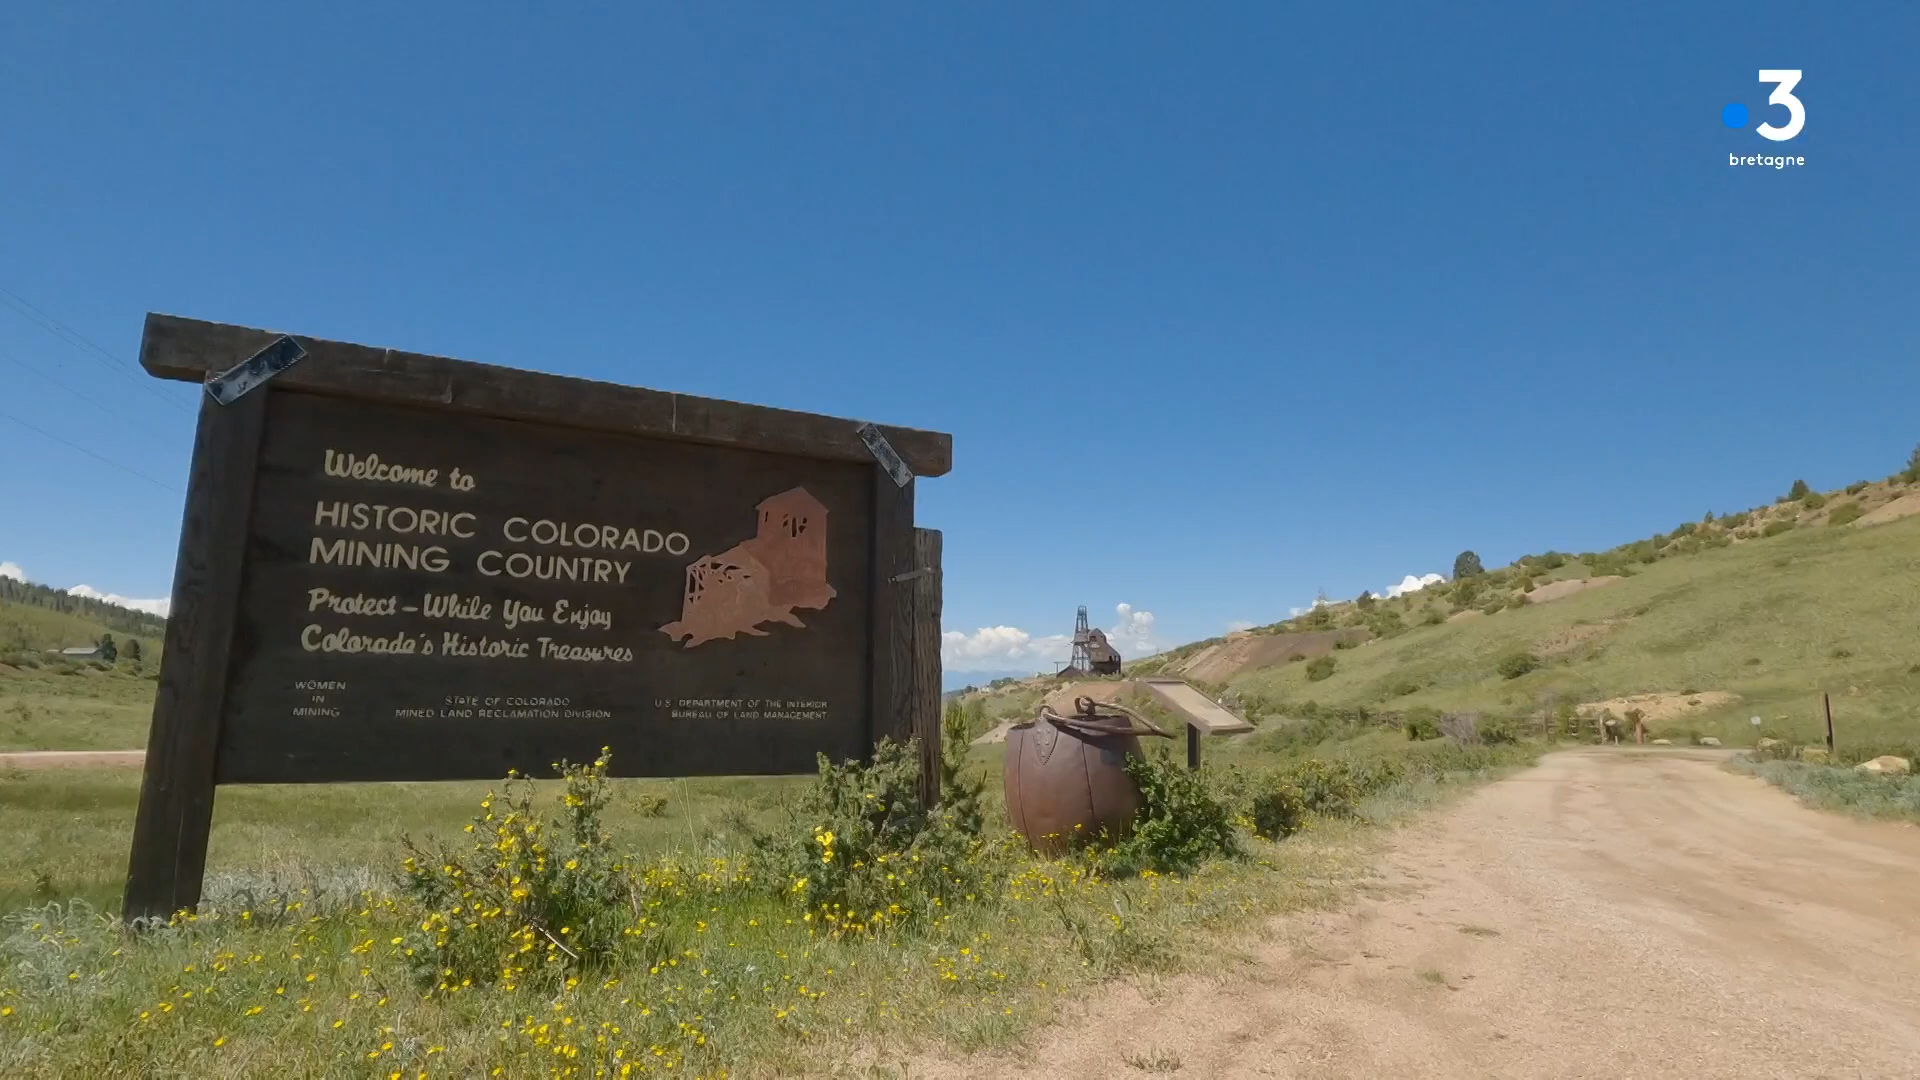 3
bretagne
Welcome to
HISTORIC COLORADO
MINING COUNTRY
Protect - While You Enjoy
Colorado's Historic Treasures
WOMEN
IN
MINING
STATE OF COLORADO
MINED LAND RECLAMATION DIVISION
U.S. DEPARTMENT OF THE INTERIOR
BUREAU OF LAND MANAGEMENT